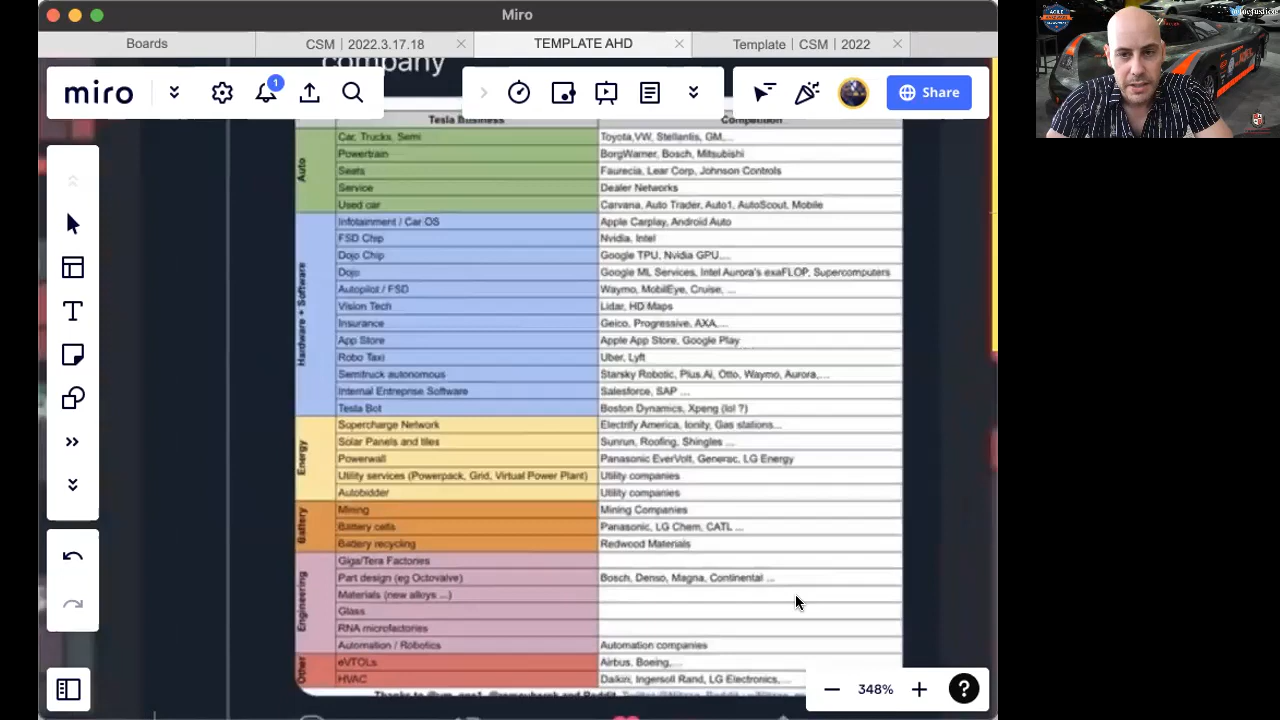 Miro
Boards
CSM | 2022.3.17.18
TEMPLATE AHD
Template | CSM | 2022
company
miro
1
Share
Tesla Business Competition
Auto
Car, Trucks, Semi Toyota,VW, Stellantis, GM,...
Powertrain BorgWarner, Bosch, Mitsubishi
Seats Faurecia, Lear Corp, Johnson Controls
Service Dealer Networks
Used car Carvana, Auto Trader, Auto1, AutoScout, Mobile
Hardware + Software
Infotainment / Car OS Apple Carplay, Android Auto
FSD Chip Nvidia, Intel
Dojo Chip Google TPU, Nvidia GPU,...
Dojo Google ML Services, Intel Aurora's exaFLOP, Supercomputers
Autopilot / FSD Waymo, MobilEye, Cruise, ...
Vision Tech Lidar, HD Maps
Insurance Geico, Progressive, AXA,...
App Store Apple App Store, Google Play
Robo Taxi Uber, Lyft
Semitruck autonomous Starsky Robotic, Plus.Ai, Otto, Waymo, Aurora,...
Internal Entreprise Software Salesforce, SAP ...
Tesla Bot Boston Dynamics, Xpeng (lol ?)
Energy
Supercharge Network Electrify America, Ionity, Gas stations...
Solar Panels and tiles Sunrun, Roofing, Shingles ...
Powerwall Panasonic EverVolt, Generac, LG Energy
Utility services (Powerpack, Grid, Virtual Power Plant) Utility companies
Autobidder Utility companies
Battery
Mining Mining Companies
Battery cells Panasonic, LG Chem, CATL ...
Battery recycling Redwood Materials
Engineering
Giga/Tera Factories
Part design (eg Octovalve) Bosch, Denso, Magna, Continental ...
Materials (new alloys ...)
Glass
RNA microfactories
Automation / Robotics Automation companies
Other
eVTOLs Airbus, Boeing,...
HVAC Daikin, Ingersoll Rand, LG Electronics,...
Thanks to and Reddit
348%
?
AGILE